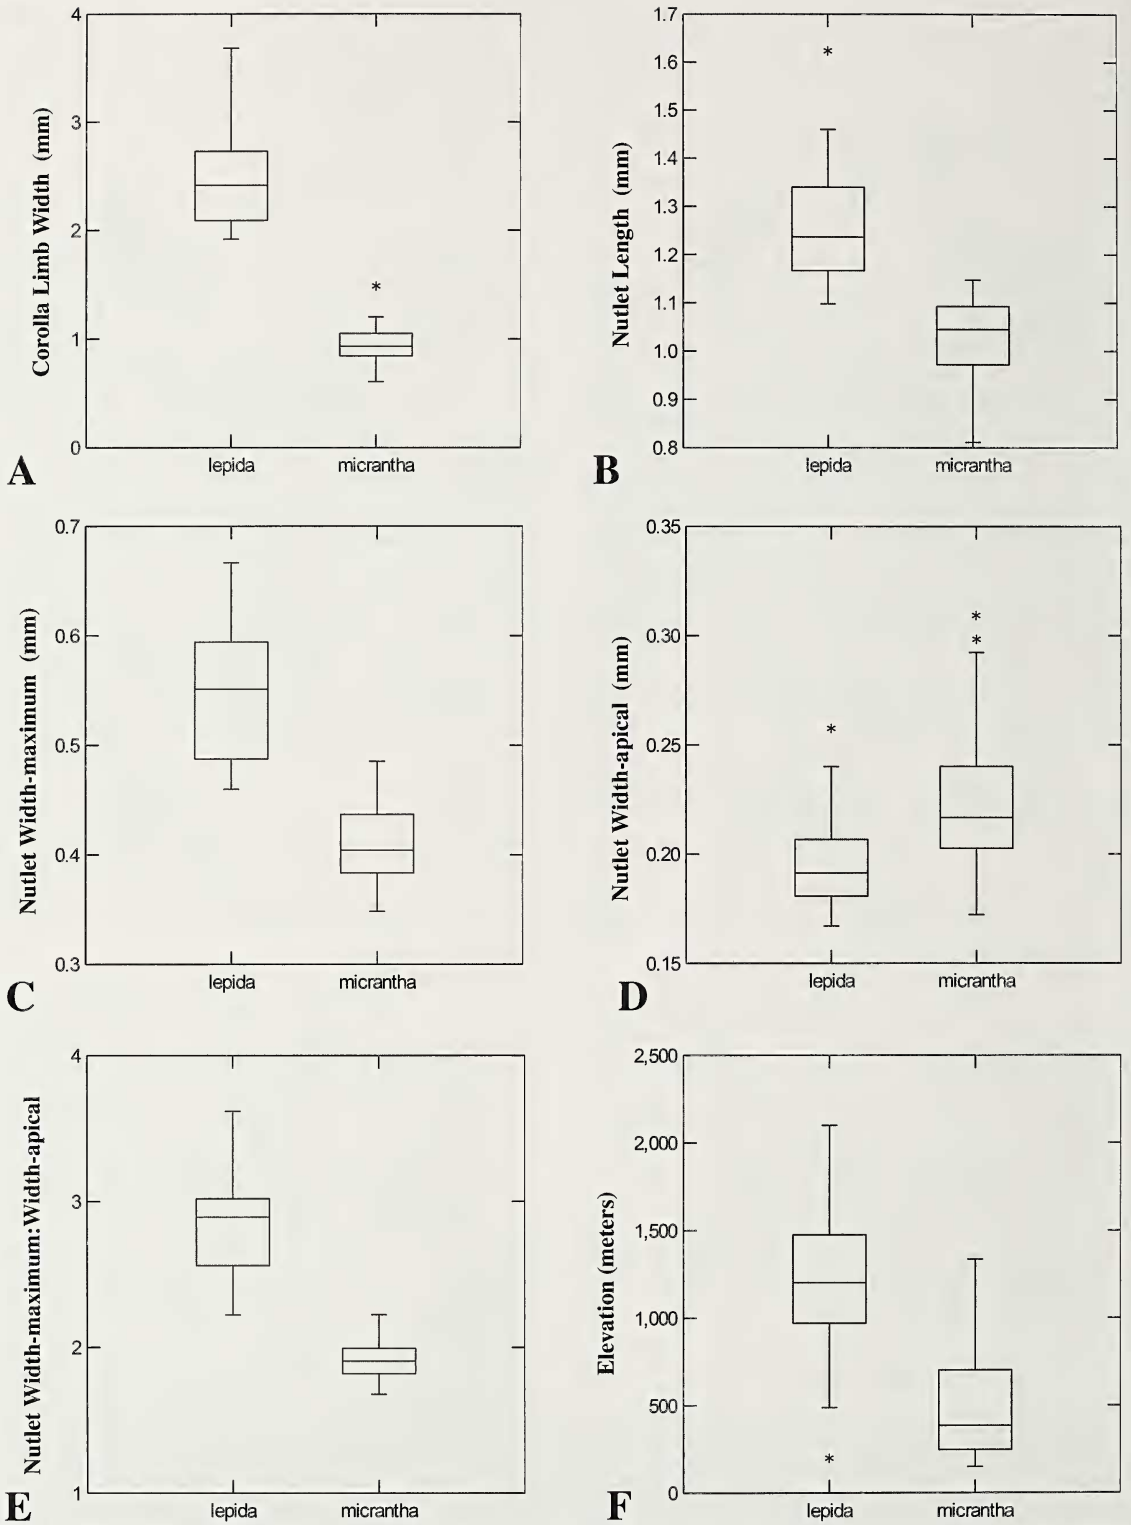 Corolla Limb Width (mm)
4
3
2
1
0
lepida
micrantha
A
Nutlet Length (mm)
1.7
1.6
1.5
1.4
1.3
1.2
1.1
1.0
0.9
0.8
*
*
lepida
micrantha
B
Nutlet Width-maximum (mm)
0.7
0.6
0.5
0.4
0.3
lepida
micrantha
C
Nutlet Width-apical (mm)
0.35
0.30
0.25
0.20
0.15
*
*
*
lepida
micrantha
D
Nutlet Width-maximum:Width-apical
4
3
2
1
lepida
micrantha
E
Elevation (meters)
2,500
2,000
1,500
1,000
500
0
*
lepida
micrantha
F